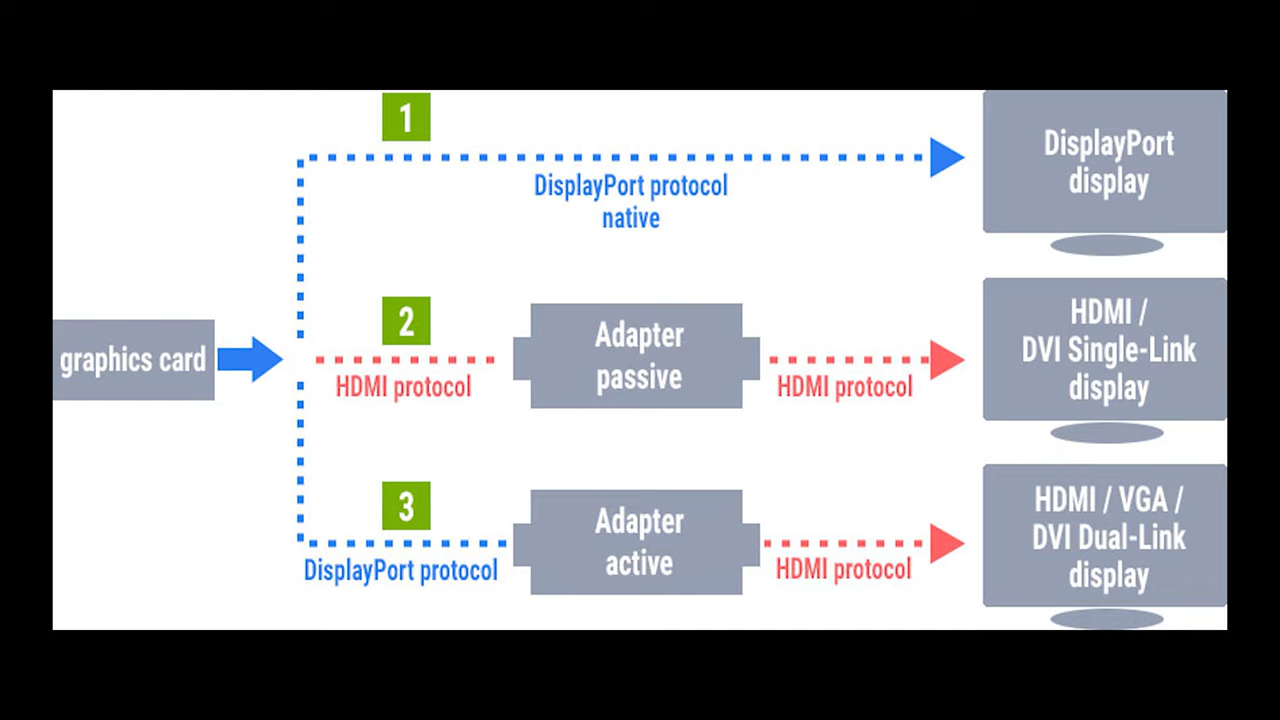 1
DisplayPort protocol
native
DisplayPort
display
graphics card
2
HDMI protocol
Adapter
passive
HDMI protocol
HDMI /
DVI Single-Link
display
3
DisplayPort protocol
Adapter
active
HDMI protocol
HDMI / VGA /
DVI Dual-Link
display